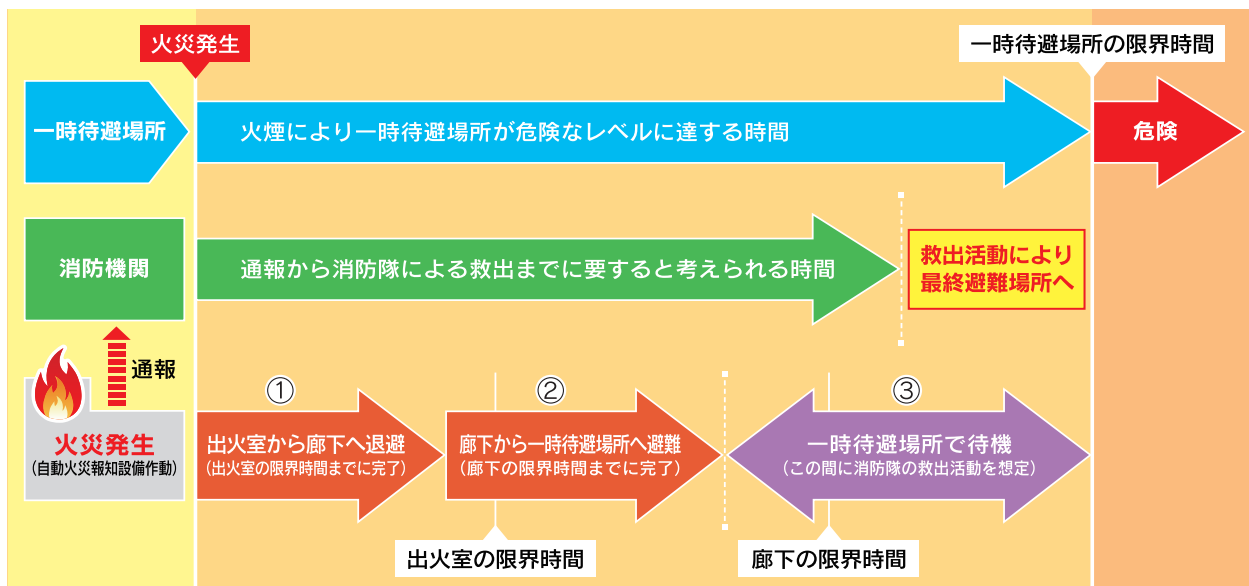 火災発生
一時待避場所の限界時間
一時待避場所
火煙により一時待避場所が危険なレベルに達する時間
危険
消防機関
通報から消防隊による救出までに要すると考えられる時間
救出活動により
最終避難場所へ
通報
火災発生
(自動火災報知設備作動)
①
出火室から廊下へ退避
(出火室の限界時間までに完了)
②
廊下から一時待避場所へ避難
(廊下の限界時間までに完了)
③
一時待避場所で待機
(この間に消防隊の救出活動を想定)
出火室の限界時間
廊下の限界時間